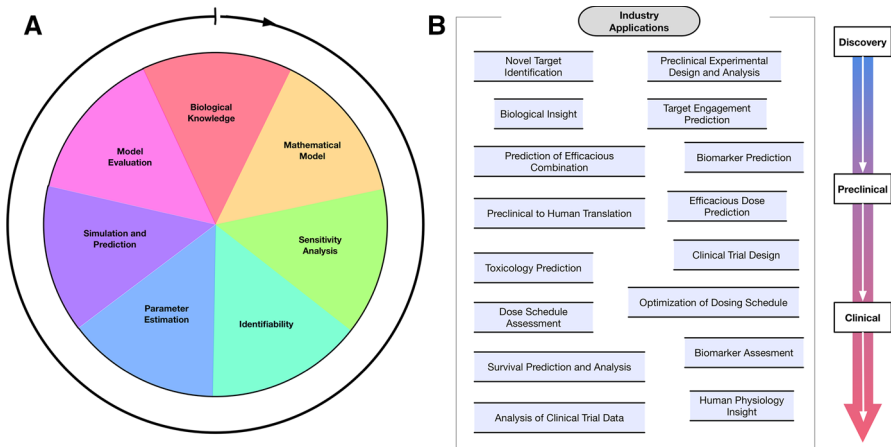 A
Biological
Knowledge
Mathematical
Model
Sensitivity
Analysis
Identifiability
Parameter
Estimation
Simulation and
Prediction
Model
Evaluation
B
Industry
Applications
Novel Target
Identification
Preclinical Experimental
Design and Analysis
Biological Insight
Target Engagement
Prediction
Prediction of Efficacious
Combination
Biomarker Prediction
Preclinical to Human Translation
Efficacious Dose
Prediction
Toxicology Prediction
Clinical Trial Design
Dose Schedule
Assessment
Optimization of Dosing Schedule
Survival Prediction and Analysis
Biomarker Assesment
Analysis of Clinical Trial Data
Human Physiology
Insight
Discovery
Preclinical
Clinical